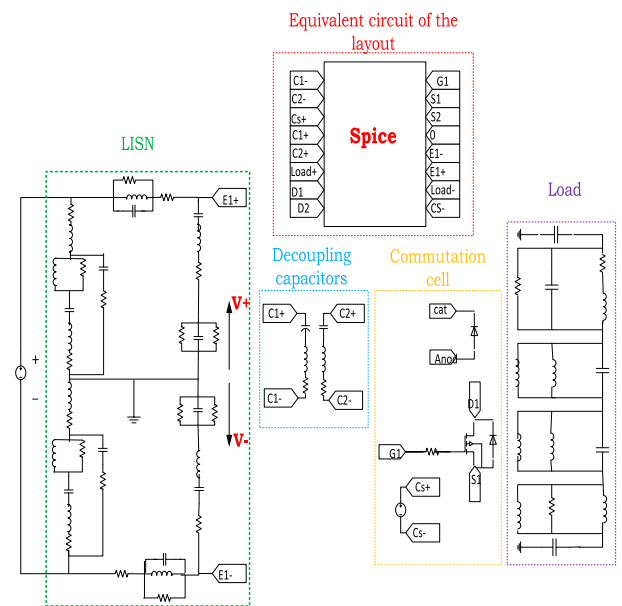 Equivalent circuit of the
layout
C1-
C2-
Cs+
C1+
C2+
Load+
D1
D2
Spice
G1
S1
S2
0
E1-
E1+
Load-
CS-
LISN
E1+
V+
+
−
V-
E1-
Decoupling
capacitors
C1+
C2+
C1-
C2-
Commutation
cell
cat
Anod
D1
G1
S1
Cs+
Cs-
Load